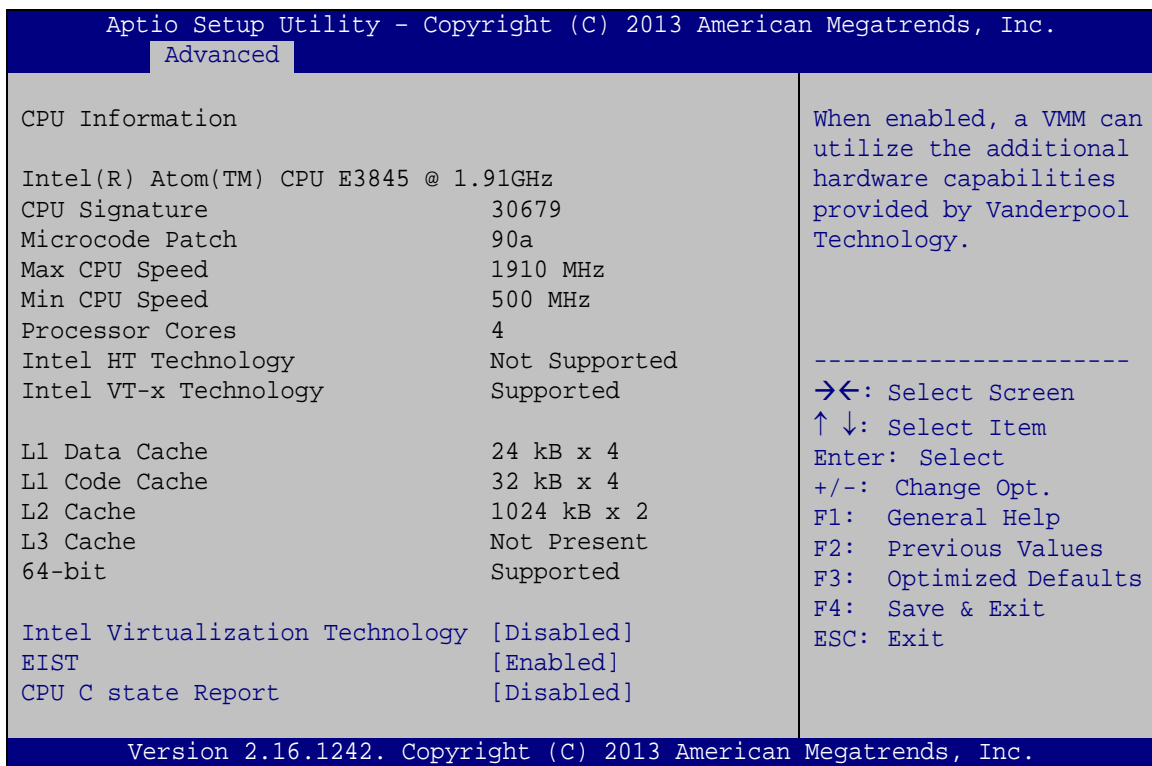 Aptio Setup Utility – Copyright (C) 2013 American Megatrends, Inc.
Advanced
CPU Information
Intel(R) Atom(TM) CPU E3845 @ 1.91GHz
CPU Signature 30679
Microcode Patch 90a
Max CPU Speed 1910 MHz
Min CPU Speed 500 MHz
Processor Cores 4
Intel HT Technology Not Supported
Intel VT-x Technology Supported
L1 Data Cache 24 kB x 4
L1 Code Cache 32 kB x 4
L2 Cache 1024 kB x 2
L3 Cache Not Present
64-bit Supported
Intel Virtualization Technology [Disabled]
EIST [Enabled]
CPU C state Report [Disabled]
When enabled, a VMM can
utilize the additional
hardware capabilities
provided by Vanderpool
Technology.
----------------------
→←: Select Screen
↑ ↓: Select Item
Enter: Select
+/-: Change Opt.
F1: General Help
F2: Previous Values
F3: Optimized Defaults
F4: Save & Exit
ESC: Exit
Version 2.16.1242. Copyright (C) 2013 American Megatrends, Inc.